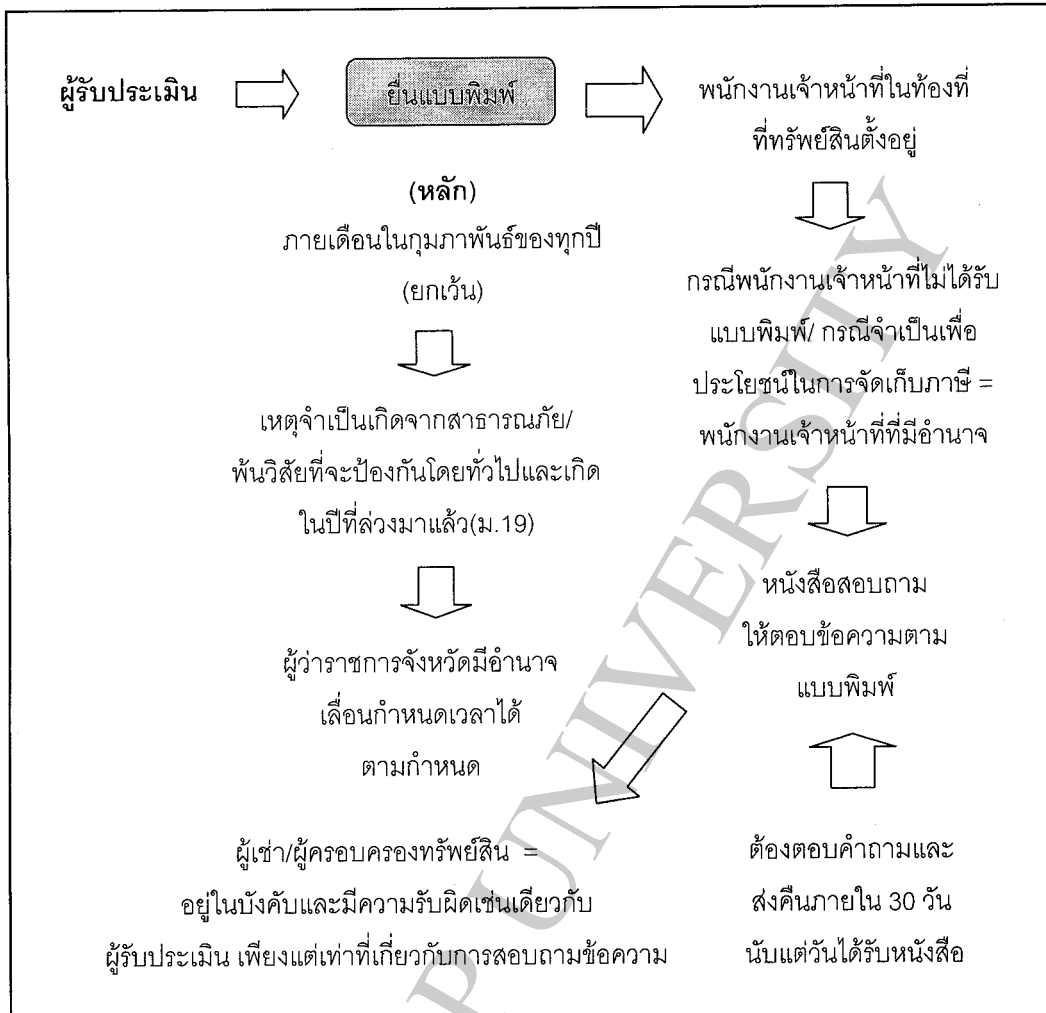 ผู้รับประเมิน
ยื่นแบบพิมพ์
พนักงานเจ้าหน้าที่ในท้องที่
ที่ทรัพย์สินตั้งอยู่
(หลัก)
ภายเดือนในกุมภาพันธ์ของทุกปี
(ยกเว้น)
เหตุจำเป็นเกิดจากสาธารณภัย/
พ้นวิสัยที่จะป้องกันโดยทั่วไปและเกิด
ในปีที่ล่วงมาแล้ว(ม.19)
ผู้ว่าราชการจังหวัดมีอำนาจ
เลื่อนกำหนดเวลาได้
ตามกำหนด
กรณีพนักงานเจ้าหน้าที่ไม่ได้รับ
แบบพิมพ์/ กรณีจำเป็นเพื่อ
ประโยชน์ในการจัดเก็บภาษี =
พนักงานเจ้าหน้าที่ที่มีอำนาจ
หนังสือสอบถาม
ให้ตอบข้อความตาม
แบบพิมพ์
ผู้เช่า/ผู้ครอบครองทรัพย์สิน =
อยู่ในบังคับและมีความรับผิดเช่นเดียวกับ
ผู้รับประเมิน เพียงแต่เท่าที่เกี่ยวกับการสอบถามข้อความ
ต้องตอบคำถามและ
ส่งคืนภายใน 30 วัน
นับแต่วันได้รับหนังสือ
P UNIVERSITY